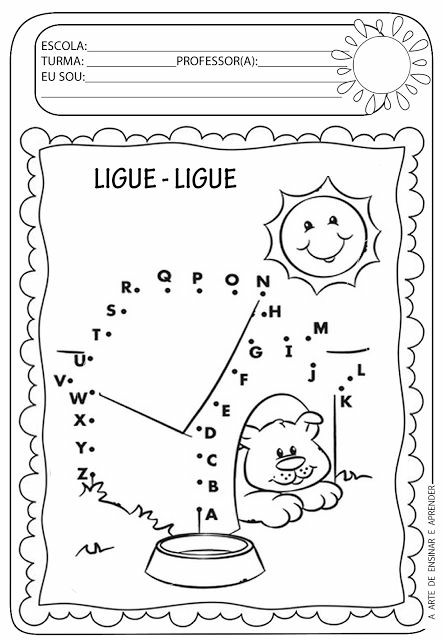 ESCOLA:
TURMA: PROFESSOR(A):
EU SOU:
LIGUE - LIGUE
R Q P O N
S H
T M
G I
U
V F j L
W K
X E
D
Y C
Z B
A
A ARTE DE ENSINAR E APRENDER